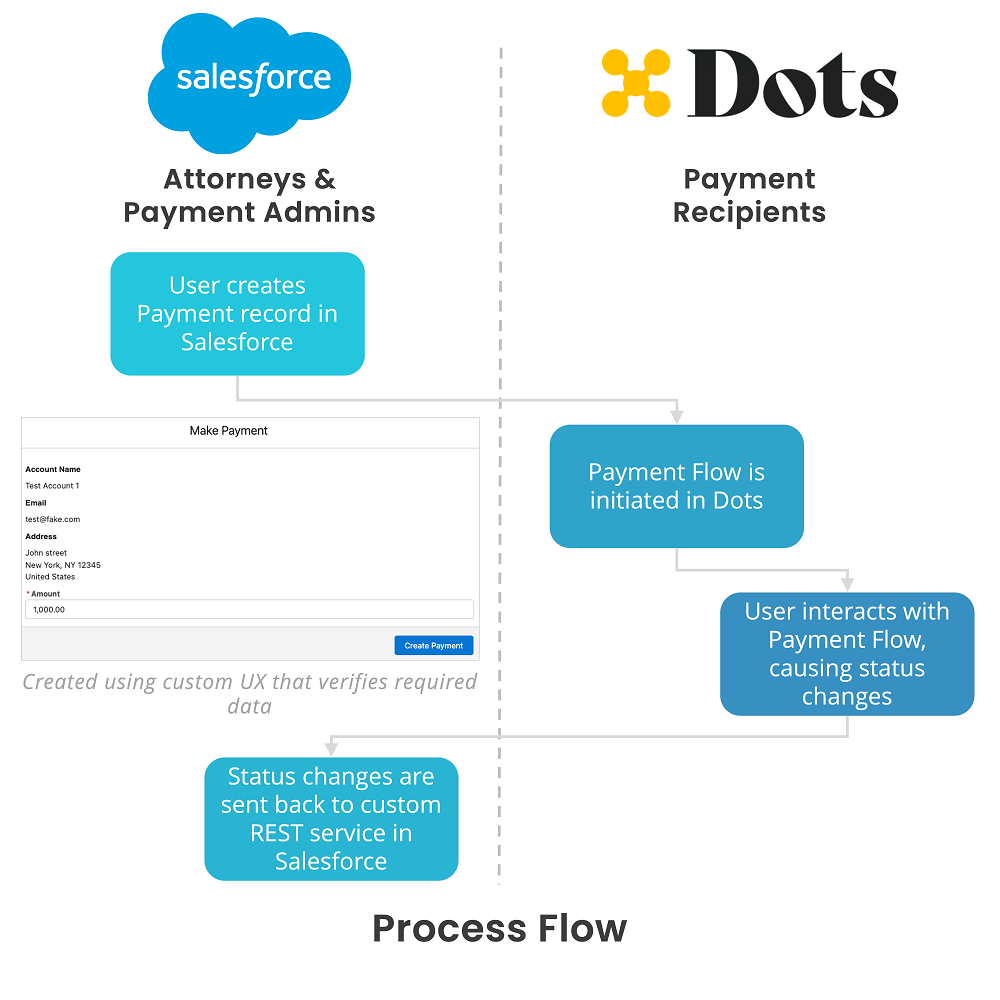 salesforce
Dots
Attorneys &
Payment Admins
Payment
Recipients
User creates
Payment record in
Salesforce
Make Payment
Account Name
Test Account 1
Email
test@fake.com
Address
John street
New York, NY 12345
United States
* Amount
1,000.00
Create Payment
Created using custom UX that verifies required
data
Payment Flow is
initiated in Dots
User interacts with
Payment Flow,
causing status
changes
Status changes are
sent back to custom
REST service in
Salesforce
Process Flow